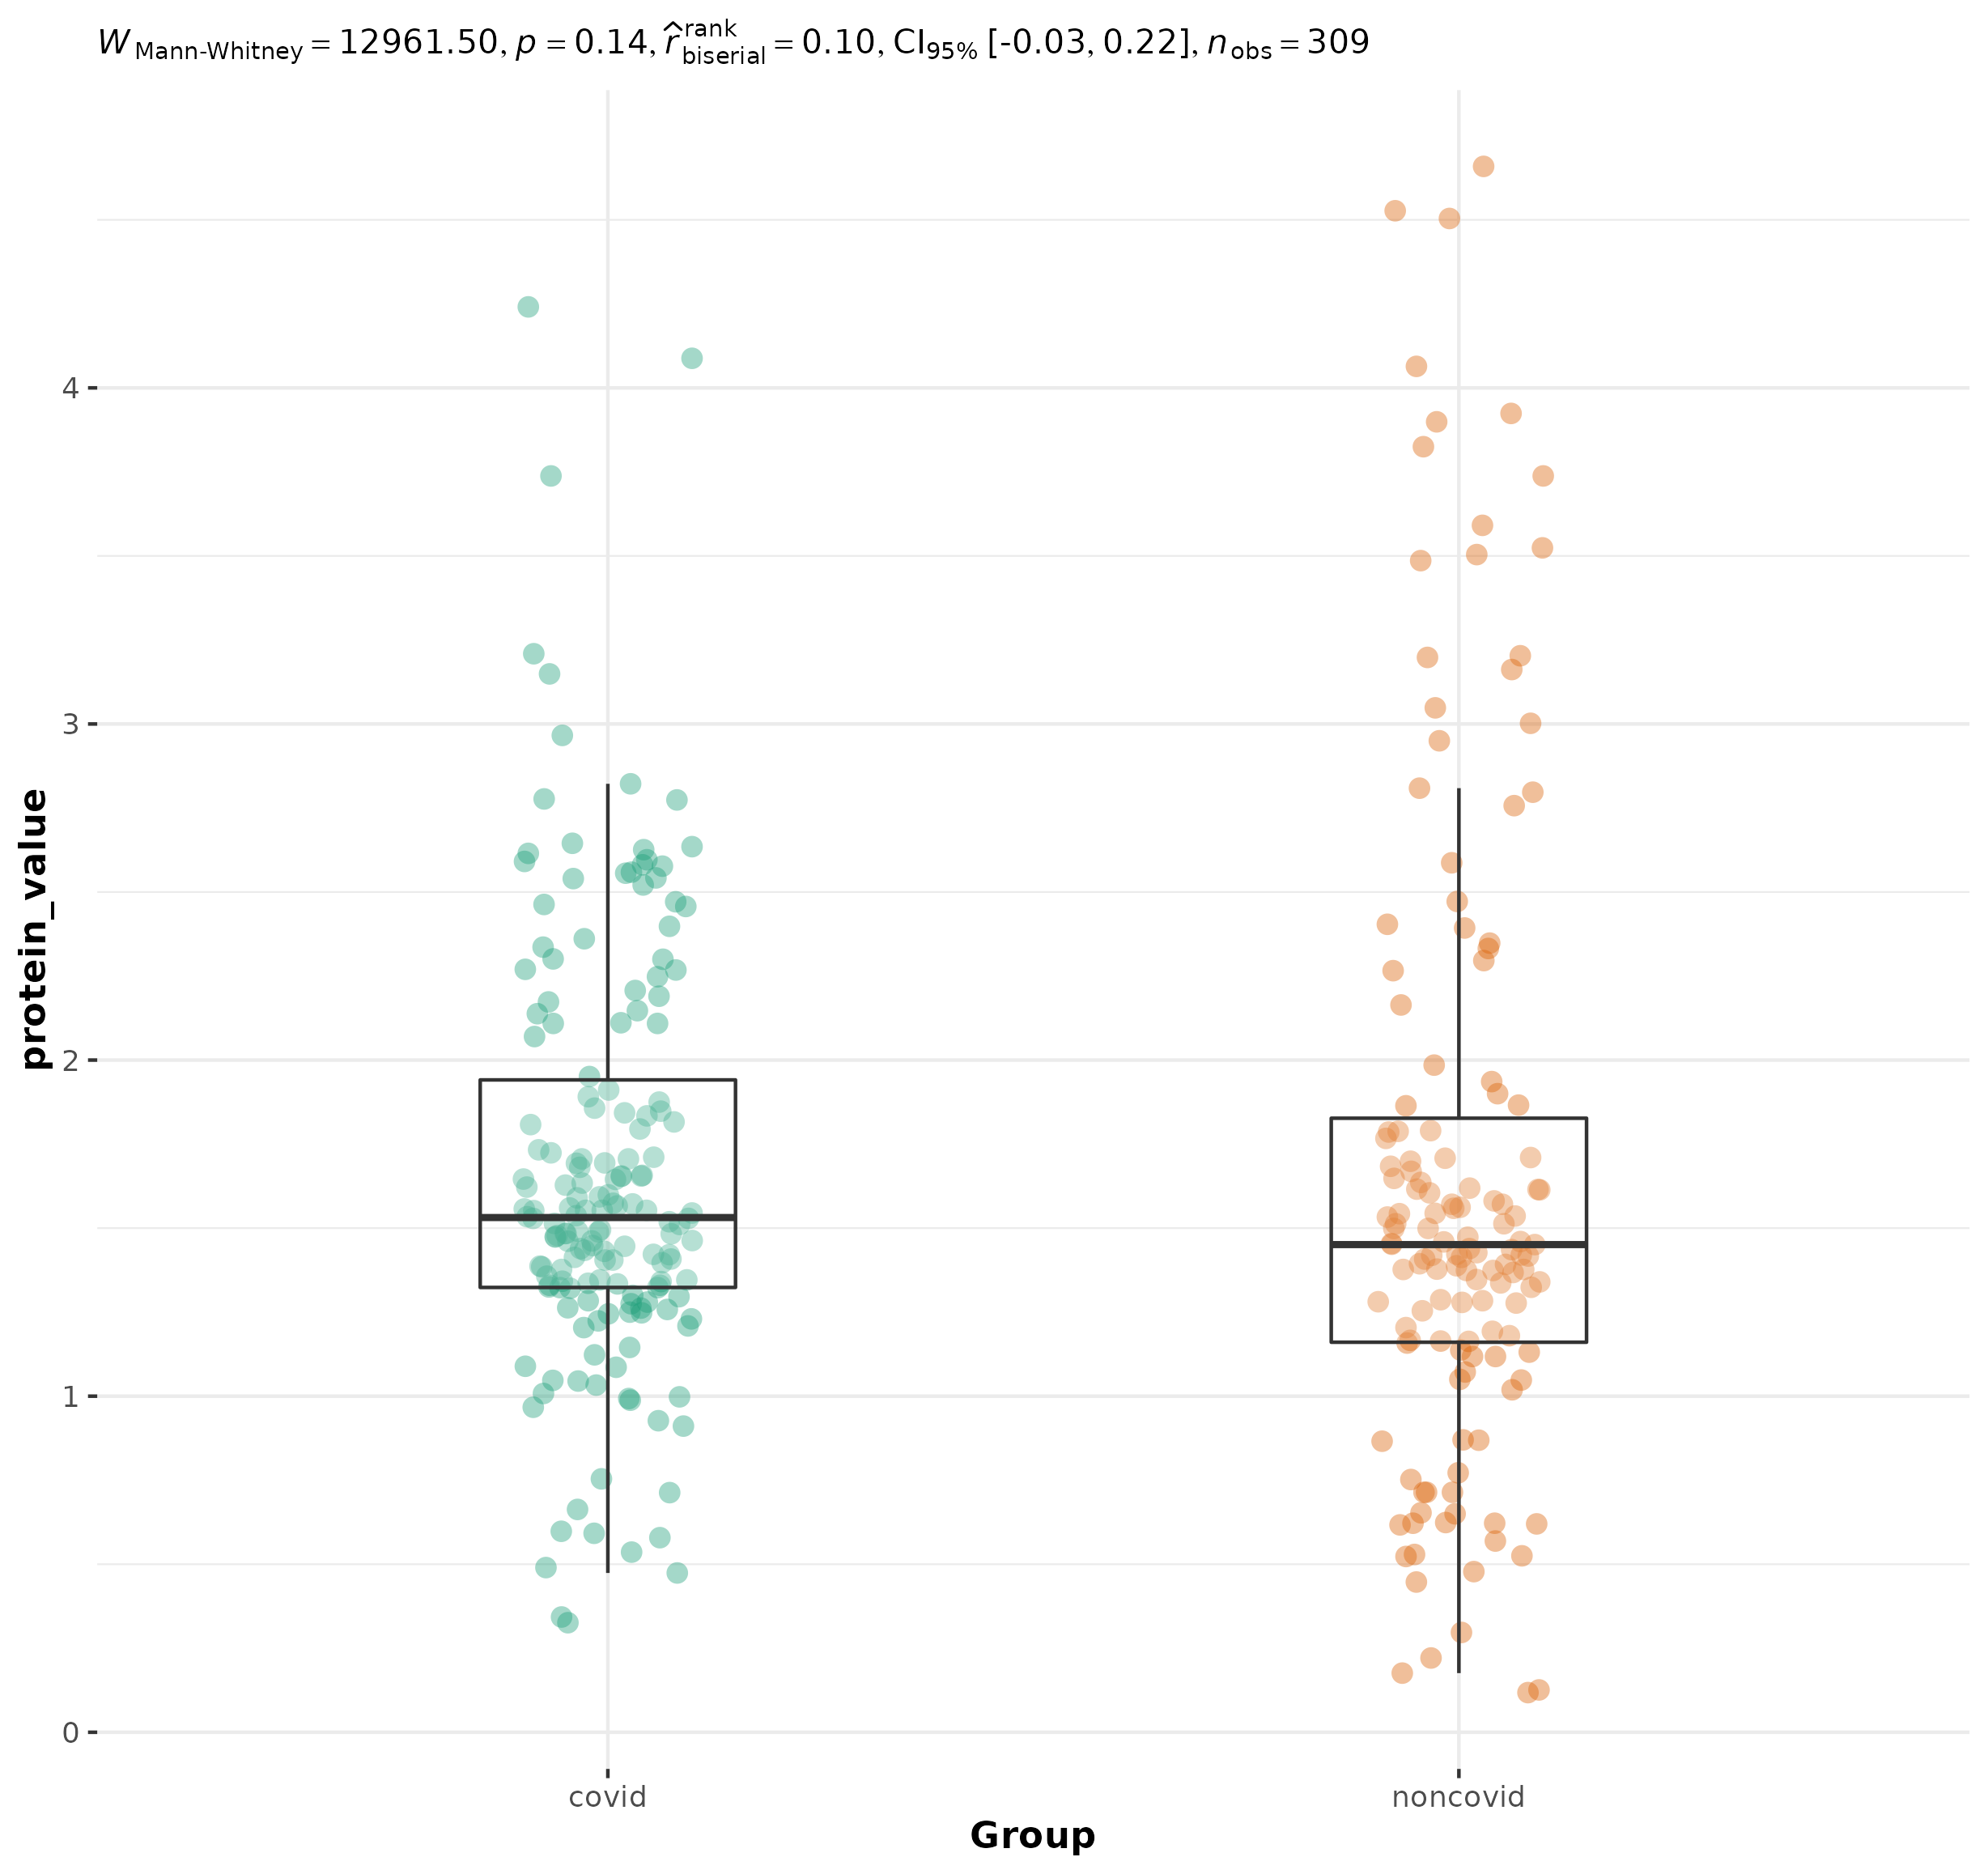 W Mann-Whitney = 12961.50, p = 0.14, r̂ rank biserial = 0.10, CI95% [-0.03, 0.22], n obs = 309
protein_value
4
3
2
1
0
covid noncovid
Group